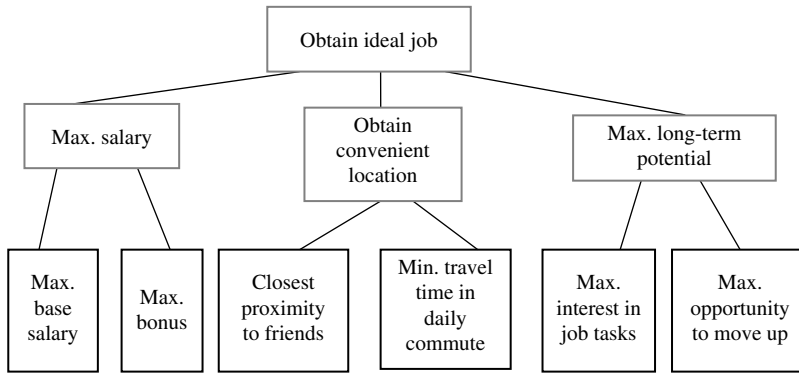 Obtain ideal job
Max. salary
Obtain
convenient
location
Max. long-term
potential
Max.
base
salary
Max.
bonus
Closest
proximity
to friends
Min. travel
time in
daily
commute
Max.
interest in
job tasks
Max.
opportunity
to move up